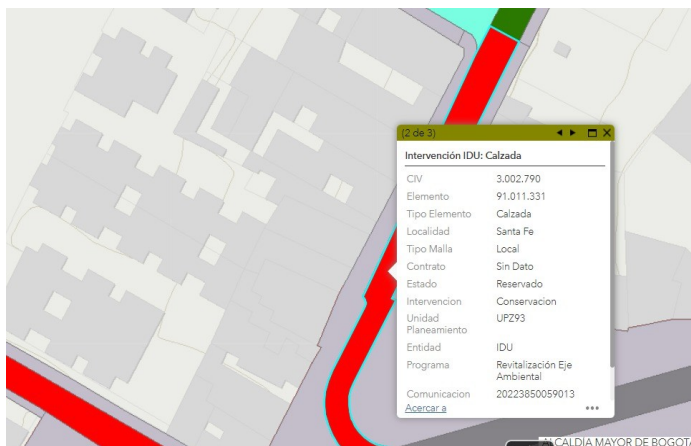 (2 de 3)
Intervención IDU: Calzada
CIV 3.002.790
Elemento 91.011.331
Tipo Elemento Calzada
Localidad Santa Fe
Tipo Malla Local
Contrato Sin Dato
Estado Reservado
Intervencion Conservacion
Unidad Planeamiento UPZ93
Entidad IDU
Programa Revitalización Eje
Ambiental
Comunicacion 20223850059013
Acercar a
ALCALDIA MAYOR DE BOGOTA